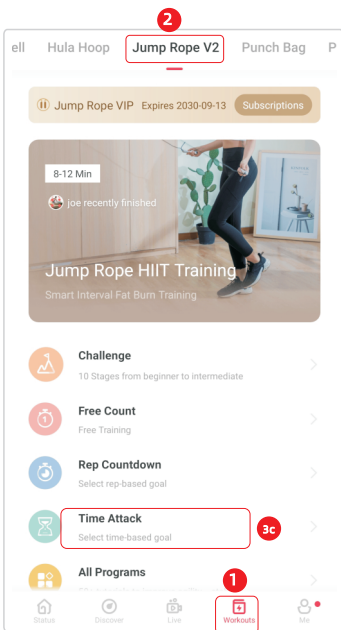 2
ell Hula Hoop Jump Rope V2 Punch Bag P
Jump Rope VIP Expires 2030-09-13 Subscriptions
8-12 Min
joe recently finished
Jump Rope HIIT Training
Smart Interval Fat Burn Training
Challenge
10 Stages from beginner to intermediate
1
Free Count
Free Training
Rep Countdown
Select rep-based goal
Time Attack
Select time-based goal
3c
All Programs
1
Status Discover Live Workouts Me